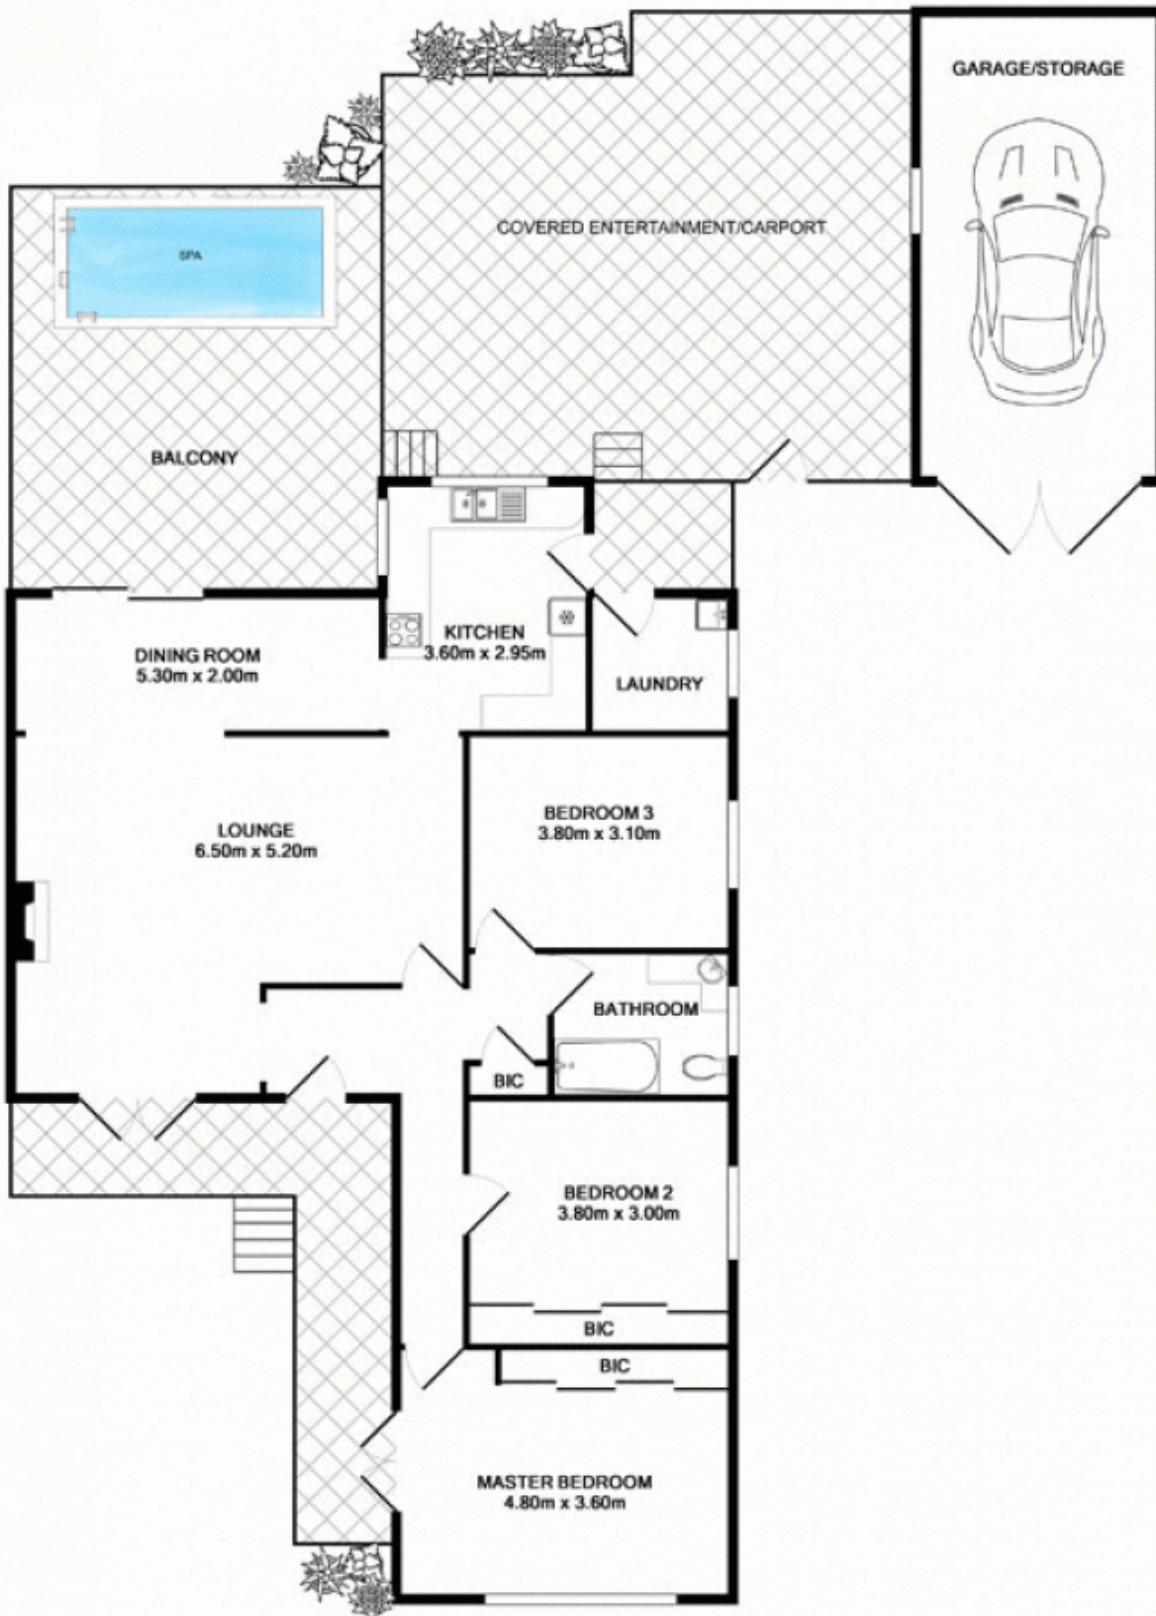 GARAGE/STORAGE
COVERED ENTERTAINMENT/CARPORT
SPA
BALCONY
KITCHEN
3.60m x 2.95m
DINING ROOM
5.30m x 2.00m
LAUNDRY
BEDROOM 3
3.80m x 3.10m
LOUNGE
6.50m x 5.20m
BATHROOM
BIC
BEDROOM 2
3.80m x 3.00m
BIC
BIC
MASTER BEDROOM
4.80m x 3.60m